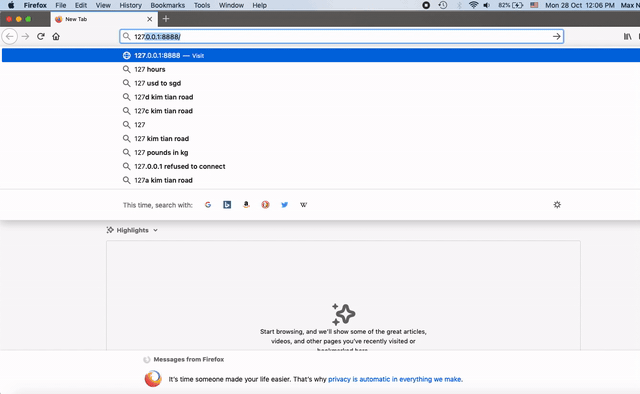 Firefox File Edit View History Bookmarks Tools Window Help 82% Mon 28 Oct 12:06 PM Max N
New Tab
127.0.0.1:8888/
127.0.0.1:8888 — Visit
127 hours
127 usd to sgd
127d kim tian road
127c kim tian road
127
127 kim tian road
127 pounds in kg
127.0.0.1 refused to connect
127a kim tian road
This time, search with:
Highlights
Start browsing, and we'll show some of the great articles,
videos, and other pages you've recently visited or
bookmarked here.
Messages from Firefox
It's time someone made your life easier. That's why privacy is automatic in everything we make.